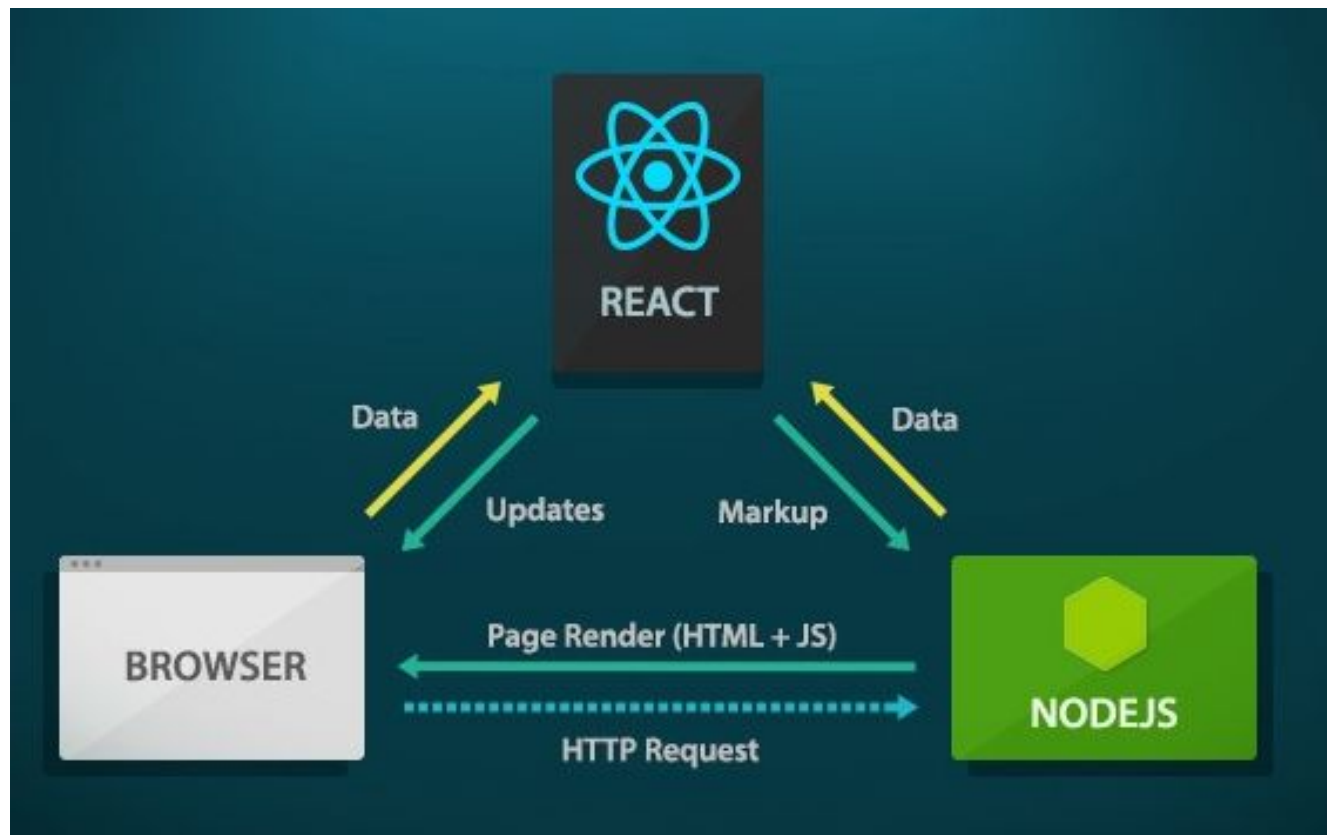 REACT
Data
Data
Updates
Markup
Page Render (HTML + JS)
BROWSER
NODEJS
HTTP Request